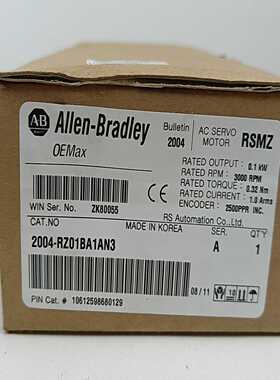 AB Allen-Bradley
OEMax
Bulletin
2004
AC SERVO
MOTOR
RSMZ
RATED OUTPUT: 0.1 kW
RATED RPM: 3000 RPM
RATED TORQUE: 0.32 Nm
RATED CURRENT: 1.0 Arms
ENCODER: 2500PPR INC.
CE
WIN Ser. No. ZK80055
RS Automation Co., Ltd.
CAT.NO MADE IN KOREA SER. Q'TY
2004-RZ01BA1AN3 A 1
PIN Cat. # 10612598680129
08/11